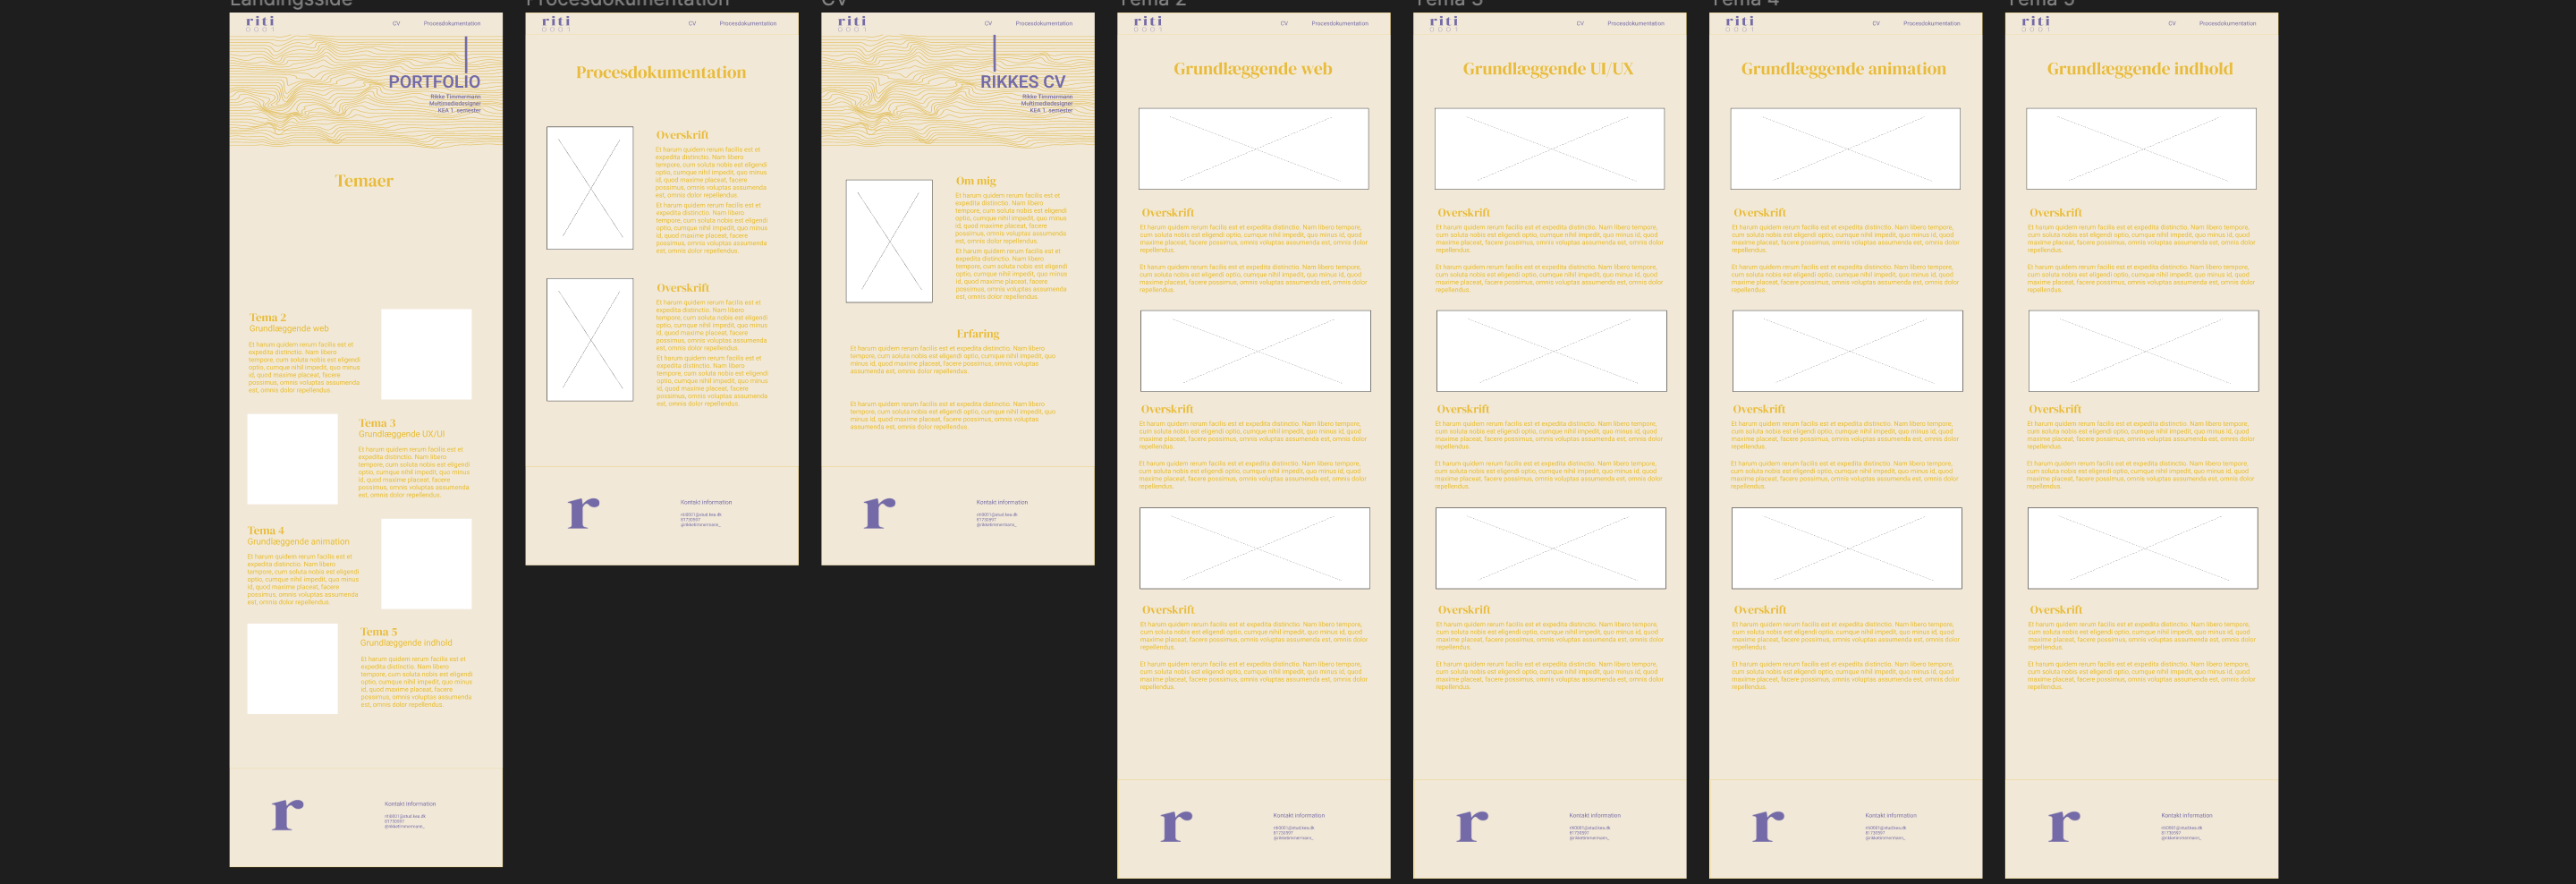 Landingsside
riti
CV
Procesdokumentation
PORTFOLIO
Rikke Timmermann
Multimediedesigner
KEA 1. semester
Temaer
Tema 2
Grundlæggende web
Et harum quidem rerum facilis est et
expedita distinctio. Nam libero
tempore, cum soluta nobis est eligendi
optio, cumque nihil impedit, quo minus
id, quod maxime placeat, facere
possimus, omnis voluptas assumenda
est, omnis dolor repellendus.
Tema 3
Grundlæggende UX/UI
Et harum quidem rerum facilis est et
expedita distinctio. Nam libero
tempore, cum soluta nobis est eligendi
optio, cumque nihil impedit, quo minus
id, quod maxime placeat, facere
possimus, omnis voluptas assumenda
est, omnis dolor repellendus.
Tema 4
Grundlæggende animation
Et harum quidem rerum facilis est et
expedita distinctio. Nam libero
tempore, cum soluta nobis est eligendi
optio, cumque nihil impedit, quo minus
id, quod maxime placeat, facere
possimus, omnis voluptas assumenda
est, omnis dolor repellendus.
Tema 5
Grundlæggende indhold
Et harum quidem rerum facilis est et
expedita distinctio. Nam libero
tempore, cum soluta nobis est eligendi
optio, cumque nihil impedit, quo minus
id, quod maxime placeat, facere
possimus, omnis voluptas assumenda
est, omnis dolor repellendus.
r
Kontakt information
Procesdokumentation
riti
CV
Procesdokumentation
Procesdokumentation
Overskrift
Et harum quidem rerum facilis est et
expedita distinctio. Nam libero
tempore, cum soluta nobis est eligendi
optio, cumque nihil impedit, quo minus
id, quod maxime placeat, facere
possimus, omnis voluptas assumenda
est, omnis dolor repellendus.
Et harum quidem rerum facilis est et
expedita distinctio. Nam libero
tempore, cum soluta nobis est eligendi
optio, cumque nihil impedit, quo minus
id, quod maxime placeat, facere
possimus, omnis voluptas assumenda
est, omnis dolor repellendus.
Overskrift
Et harum quidem rerum facilis est et
expedita distinctio. Nam libero
tempore, cum soluta nobis est eligendi
optio, cumque nihil impedit, quo minus
id, quod maxime placeat, facere
possimus, omnis voluptas assumenda
est, omnis dolor repellendus.
Et harum quidem rerum facilis est et
expedita distinctio. Nam libero
tempore, cum soluta nobis est eligendi
optio, cumque nihil impedit, quo minus
id, quod maxime placeat, facere
possimus, omnis voluptas assumenda
est, omnis dolor repellendus.
r
Kontakt information
CV
riti
CV
Procesdokumentation
RIKKES CV
Rikke Timmermann
Multimediedesigner
KEA 1. semester
Om mig
Et harum quidem rerum facilis est et
expedita distinctio. Nam libero
tempore, cum soluta nobis est eligendi
optio, cumque nihil impedit, quo minus
id, quod maxime placeat, facere
possimus, omnis voluptas assumenda
est, omnis dolor repellendus.
Et harum quidem rerum facilis est et
expedita distinctio. Nam libero
tempore, cum soluta nobis est eligendi
optio, cumque nihil impedit, quo minus
id, quod maxime placeat, facere
possimus, omnis voluptas assumenda
est, omnis dolor repellendus.
Erfaring
Et harum quidem rerum facilis est et expedita distinctio. Nam libero
tempore, cum soluta nobis est eligendi optio, cumque nihil impedit, quo
minus id, quod maxime placeat, facere possimus, omnis voluptas
assumenda est, omnis dolor repellendus.
Et harum quidem rerum facilis est et expedita distinctio. Nam libero
tempore, cum soluta nobis est eligendi optio, cumque nihil impedit, quo
minus id, quod maxime placeat, facere possimus, omnis voluptas
assumenda est, omnis dolor repellendus.
r
Kontakt information
Tema 2
riti
CV
Procesdokumentation
Grundlæggende web
Overskrift
Et harum quidem rerum facilis est et expedita distinctio. Nam libero tempore,
cum soluta nobis est eligendi optio, cumque nihil impedit, quo minus id, quod
maxime placeat, facere possimus, omnis voluptas assumenda est, omnis dolor
repellendus.
Et harum quidem rerum facilis est et expedita distinctio. Nam libero tempore,
cum soluta nobis est eligendi optio, cumque nihil impedit, quo minus id, quod
maxime placeat, facere possimus, omnis voluptas assumenda est, omnis dolor
repellendus.
Overskrift
Et harum quidem rerum facilis est et expedita distinctio. Nam libero tempore,
cum soluta nobis est eligendi optio, cumque nihil impedit, quo minus id, quod
maxime placeat, facere possimus, omnis voluptas assumenda est, omnis dolor
repellendus.
Et harum quidem rerum facilis est et expedita distinctio. Nam libero tempore,
cum soluta nobis est eligendi optio, cumque nihil impedit, quo minus id, quod
maxime placeat, facere possimus, omnis voluptas assumenda est, omnis dolor
repellendus.
Overskrift
Et harum quidem rerum facilis est et expedita distinctio. Nam libero tempore,
cum soluta nobis est eligendi optio, cumque nihil impedit, quo minus id, quod
maxime placeat, facere possimus, omnis voluptas assumenda est, omnis dolor
repellendus.
Et harum quidem rerum facilis est et expedita distinctio. Nam libero tempore,
cum soluta nobis est eligendi optio, cumque nihil impedit, quo minus id, quod
maxime placeat, facere possimus, omnis voluptas assumenda est, omnis dolor
repellendus.
r
Kontakt information
Tema 3
riti
CV
Procesdokumentation
Grundlæggende UI/UX
Overskrift
Et harum quidem rerum facilis est et expedita distinctio. Nam libero tempore,
cum soluta nobis est eligendi optio, cumque nihil impedit, quo minus id, quod
maxime placeat, facere possimus, omnis voluptas assumenda est, omnis dolor
repellendus.
Et harum quidem rerum facilis est et expedita distinctio. Nam libero tempore,
cum soluta nobis est eligendi optio, cumque nihil impedit, quo minus id, quod
maxime placeat, facere possimus, omnis voluptas assumenda est, omnis dolor
repellendus.
Overskrift
Et harum quidem rerum facilis est et expedita distinctio. Nam libero tempore,
cum soluta nobis est eligendi optio, cumque nihil impedit, quo minus id, quod
maxime placeat, facere possimus, omnis voluptas assumenda est, omnis dolor
repellendus.
Et harum quidem rerum facilis est et expedita distinctio. Nam libero tempore,
cum soluta nobis est eligendi optio, cumque nihil impedit, quo minus id, quod
maxime placeat, facere possimus, omnis voluptas assumenda est, omnis dolor
repellendus.
Overskrift
Et harum quidem rerum facilis est et expedita distinctio. Nam libero tempore,
cum soluta nobis est eligendi optio, cumque nihil impedit, quo minus id, quod
maxime placeat, facere possimus, omnis voluptas assumenda est, omnis dolor
repellendus.
Et harum quidem rerum facilis est et expedita distinctio. Nam libero tempore,
cum soluta nobis est eligendi optio, cumque nihil impedit, quo minus id, quod
maxime placeat, facere possimus, omnis voluptas assumenda est, omnis dolor
repellendus.
r
Kontakt information
Tema 4
riti
CV
Procesdokumentation
Grundlæggende animation
Overskrift
Et harum quidem rerum facilis est et expedita distinctio. Nam libero tempore,
cum soluta nobis est eligendi optio, cumque nihil impedit, quo minus id, quod
maxime placeat, facere possimus, omnis voluptas assumenda est, omnis dolor
repellendus.
Et harum quidem rerum facilis est et expedita distinctio. Nam libero tempore,
cum soluta nobis est eligendi optio, cumque nihil impedit, quo minus id, quod
maxime placeat, facere possimus, omnis voluptas assumenda est, omnis dolor
repellendus.
Overskrift
Et harum quidem rerum facilis est et expedita distinctio. Nam libero tempore,
cum soluta nobis est eligendi optio, cumque nihil impedit, quo minus id, quod
maxime placeat, facere possimus, omnis voluptas assumenda est, omnis dolor
repellendus.
Et harum quidem rerum facilis est et expedita distinctio. Nam libero tempore,
cum soluta nobis est eligendi optio, cumque nihil impedit, quo minus id, quod
maxime placeat, facere possimus, omnis voluptas assumenda est, omnis dolor
repellendus.
Overskrift
Et harum quidem rerum facilis est et expedita distinctio. Nam libero tempore,
cum soluta nobis est eligendi optio, cumque nihil impedit, quo minus id, quod
maxime placeat, facere possimus, omnis voluptas assumenda est, omnis dolor
repellendus.
Et harum quidem rerum facilis est et expedita distinctio. Nam libero tempore,
cum soluta nobis est eligendi optio, cumque nihil impedit, quo minus id, quod
maxime placeat, facere possimus, omnis voluptas assumenda est, omnis dolor
repellendus.
r
Kontakt information
Tema 5
riti
CV
Procesdokumentation
Grundlæggende indhold
Overskrift
Et harum quidem rerum facilis est et expedita distinctio. Nam libero tempore,
cum soluta nobis est eligendi optio, cumque nihil impedit, quo minus id, quod
maxime placeat, facere possimus, omnis voluptas assumenda est, omnis dolor
repellendus.
Et harum quidem rerum facilis est et expedita distinctio. Nam libero tempore,
cum soluta nobis est eligendi optio, cumque nihil impedit, quo minus id, quod
maxime placeat, facere possimus, omnis voluptas assumenda est, omnis dolor
repellendus.
Overskrift
Et harum quidem rerum facilis est et expedita distinctio. Nam libero tempore,
cum soluta nobis est eligendi optio, cumque nihil impedit, quo minus id, quod
maxime placeat, facere possimus, omnis voluptas assumenda est, omnis dolor
repellendus.
Et harum quidem rerum facilis est et expedita distinctio. Nam libero tempore,
cum soluta nobis est eligendi optio, cumque nihil impedit, quo minus id, quod
maxime placeat, facere possimus, omnis voluptas assumenda est, omnis dolor
repellendus.
Overskrift
Et harum quidem rerum facilis est et expedita distinctio. Nam libero tempore,
cum soluta nobis est eligendi optio, cumque nihil impedit, quo minus id, quod
maxime placeat, facere possimus, omnis voluptas assumenda est, omnis dolor
repellendus.
Et harum quidem rerum facilis est et expedita distinctio. Nam libero tempore,
cum soluta nobis est eligendi optio, cumque nihil impedit, quo minus id, quod
maxime placeat, facere possimus, omnis voluptas assumenda est, omnis dolor
repellendus.
r
Kontakt information